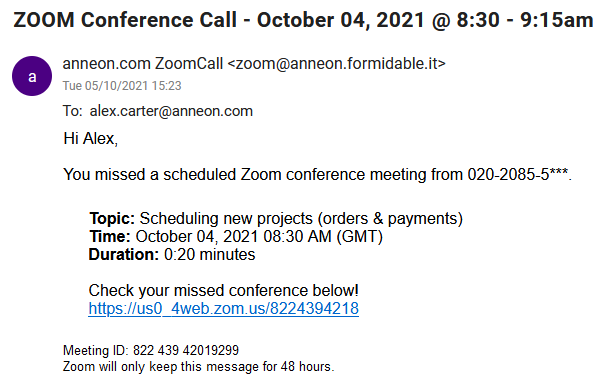 ZOOM Conference Call - October 04, 2021 @ 8:30 - 9:15am
a
anneon.com ZoomCall <zoom@anneon.formidable.it>
Tue 05/10/2021 15:23
To: alex.carter@anneon.com
Hi Alex,
You missed a scheduled Zoom conference meeting from 020-2085-5***.
Topic: Scheduling new projects (orders & payments)
Time: October 04, 2021 08:30 AM (GMT)
Duration: 0:20 minutes
Check your missed conference below!
https://us0_4web.zom.us/8224394218
Meeting ID: 822 439 42019299
Zoom will only keep this message for 48 hours.